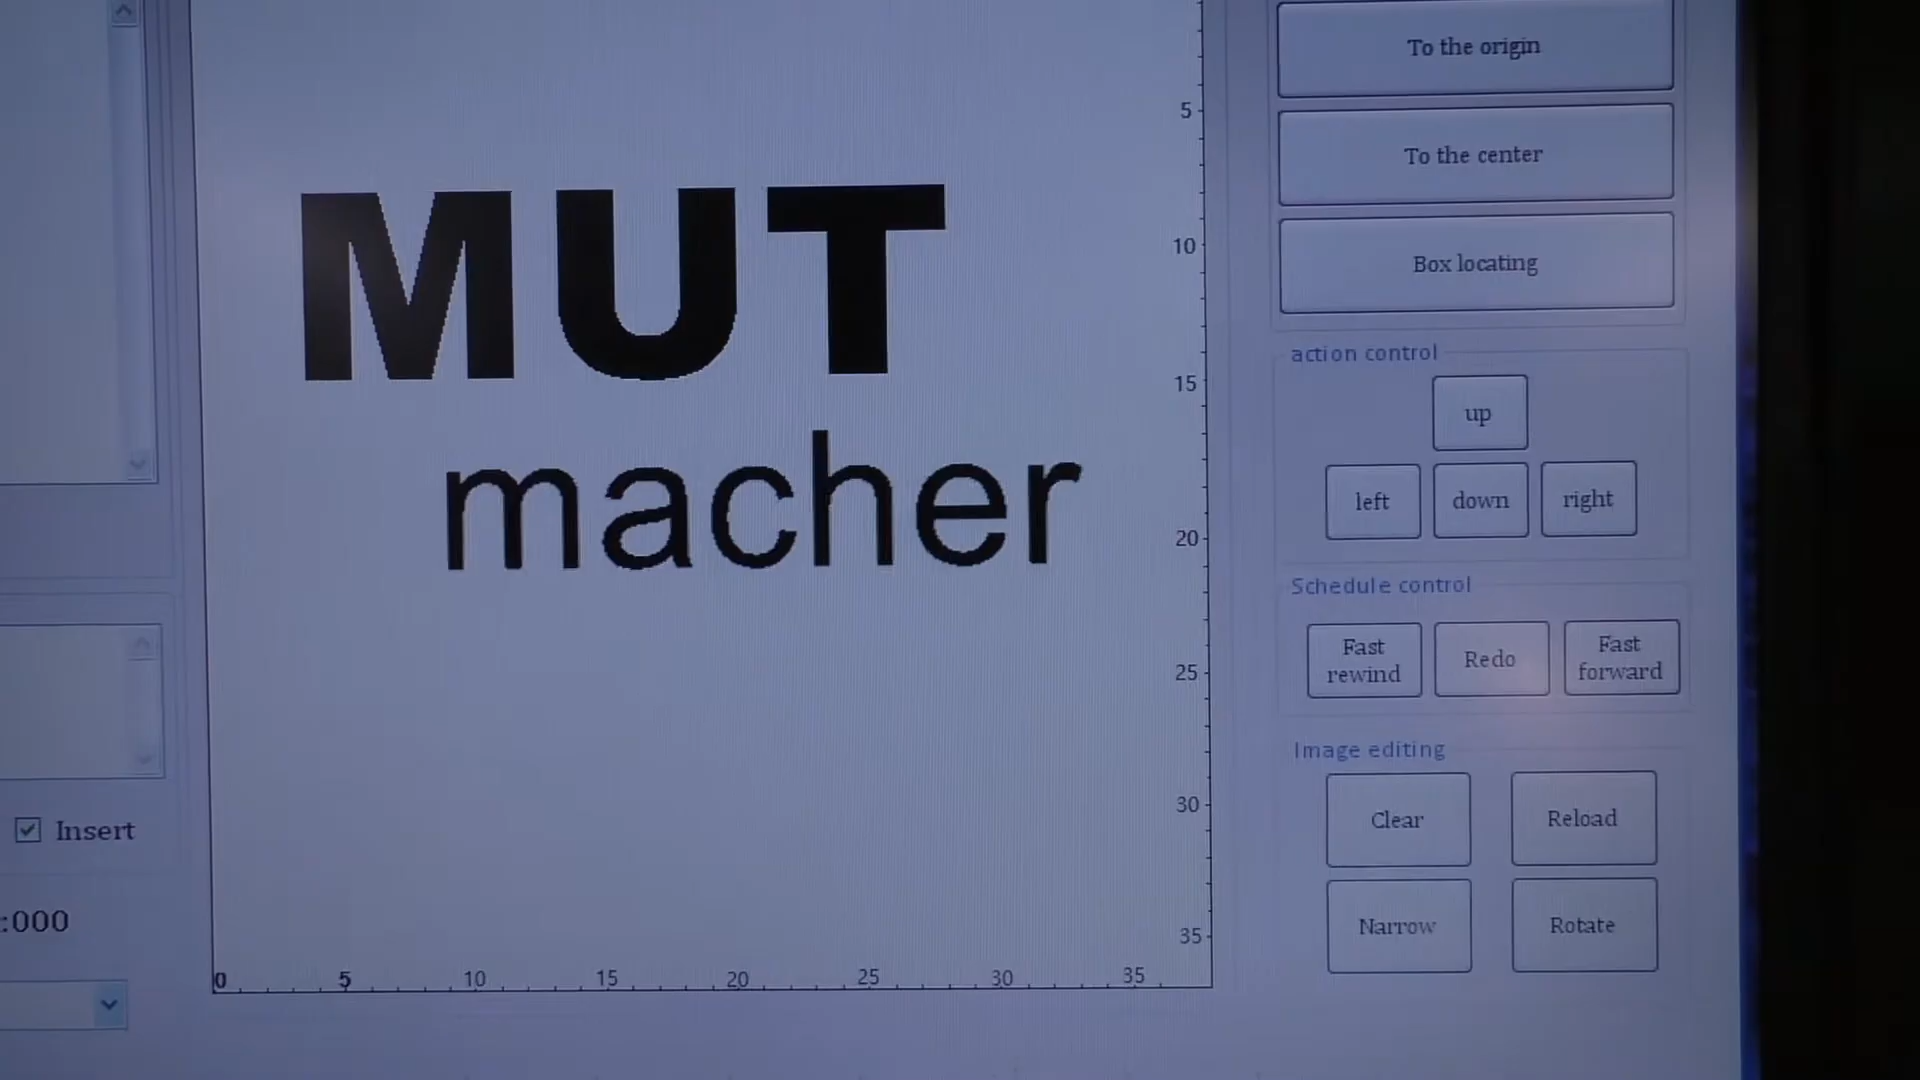 To the origin
To the center
Box locating
MUT
macher
5
10
15
20
25
30
35
0 5 10 15 20 25 30 35
action control
up
left down right
Schedule control
Fast rewind
Redo
Fast forward
Image editing
Clear Reload
Narrow Rotate
Insert
:000